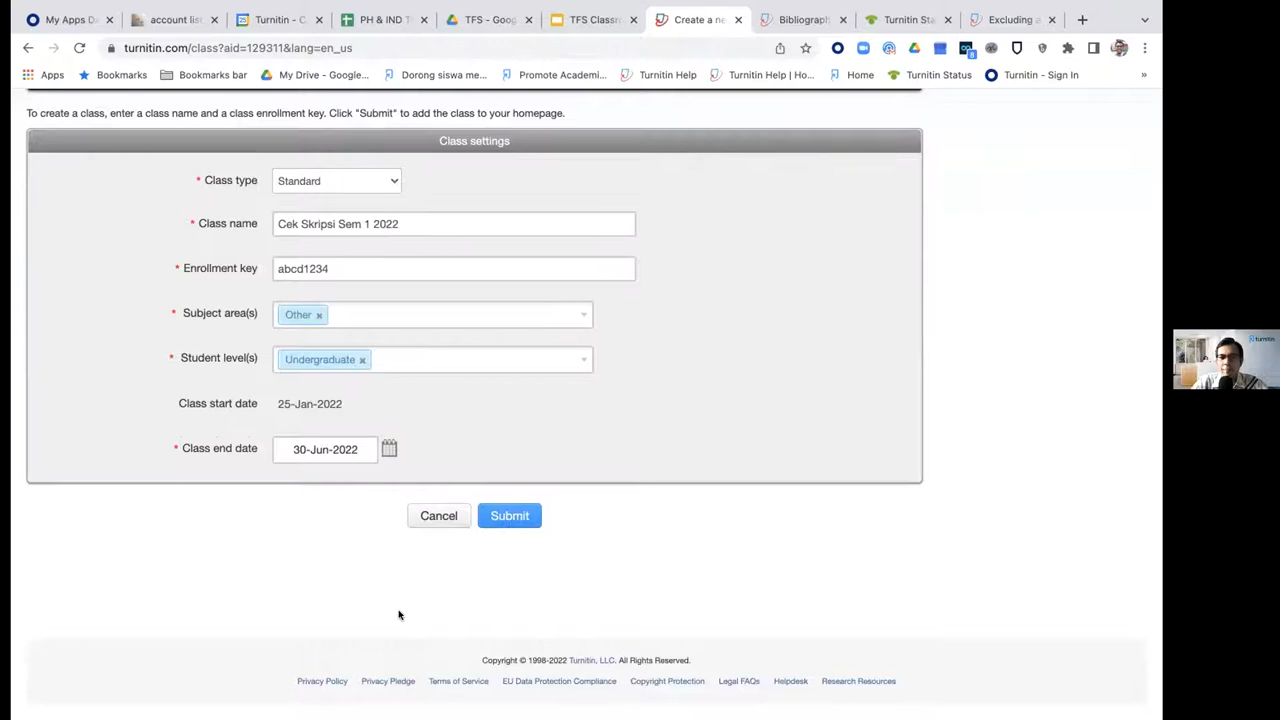 My Apps D
account lis
Turnitin - C
PH & IND T
TFS - Goog
TFS Classro
Create a ne
Bibliograph
Turnitin Sta
Excluding a
turnitin.com/class?aid=129311&lang=en_us
8
Apps
Bookmarks
Bookmarks bar
My Drive - Google...
Dorong siswa me...
Promote Academi...
Turnitin Help
Turnitin Help | Ho...
Home
Turnitin Status
Turnitin - Sign In
»
To create a class, enter a class name and a class enrollment key. Click "Submit" to add the class to your homepage.
Class settings
* Class type Standard
* Class name Cek Skripsi Sem 1 2022
* Enrollment key abcd1234
* Subject area(s) Other ×
* Student level(s) Undergraduate ×
Class start date 25-Jan-2022
* Class end date 30-Jun-2022
Cancel Submit
turnitin
Copyright © 1998-2022 Turnitin, LLC. All Rights Reserved.
Privacy Policy Privacy Pledge Terms of Service EU Data Protection Compliance Copyright Protection Legal FAQs Helpdesk Research Resources